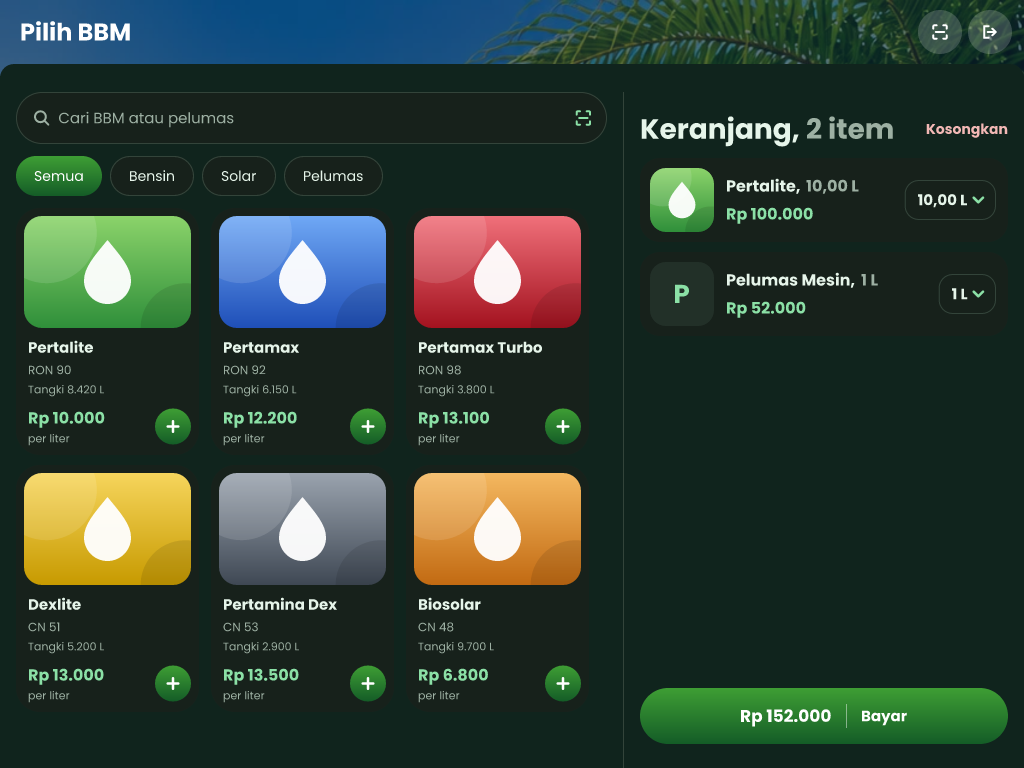 Pilih BBM
Cari BBM atau pelumas
Semua
Bensin
Solar
Pelumas
Pertalite
RON 90
Tangki 8.420 L
Rp 10.000
per liter
Pertamax
RON 92
Tangki 6.150 L
Rp 12.200
per liter
Pertamax Turbo
RON 98
Tangki 3.800 L
Rp 13.100
per liter
Dexlite
CN 51
Tangki 5.200 L
Rp 13.000
per liter
Pertamina Dex
CN 53
Tangki 2.900 L
Rp 13.500
per liter
Biosolar
CN 48
Tangki 9.700 L
Rp 6.800
per liter
Keranjang, 2 item
Kosongkan
Pertalite, 10,00 L
Rp 100.000
10,00 L
P
Pelumas Mesin, 1 L
Rp 52.000
1 L
Rp 152.000
Bayar